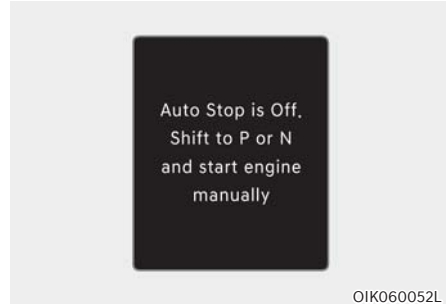 Auto Stop is Off.
Shift to P or N
and start engine
manually
OIK060052L